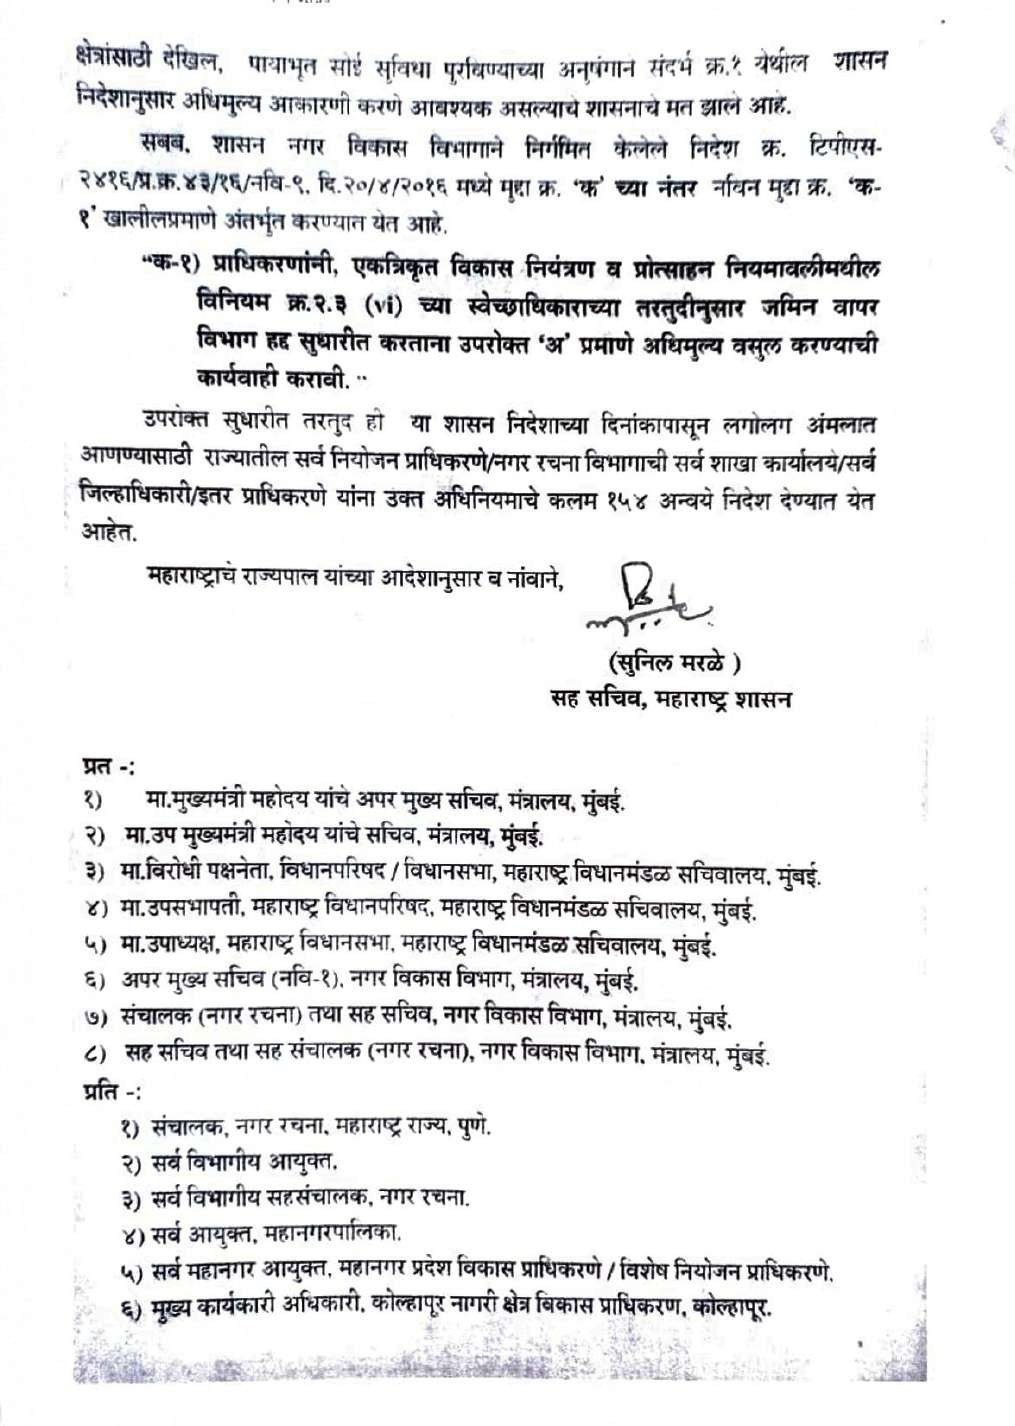 क्षेत्रांसाठी देखिल, पायाभूत सोई सुविधा पुरविण्याच्या अनुषंगान संदर्भ क्र.१ येथील शासन
निदेशानुसार अधिमुल्य आकारणी करणे आवश्यक असल्याचे शासनाचे मत झाले आहे.
सबब, शासन नगर विकास विभागाने निर्गमित केलेले निदेश क्र. टिपीएस-
२४१६/प्र.क्र.४३/१६/नवि-९, दि.२०/४/२०१६ मध्ये मुद्दा क्र. ‘क’ च्या नंतर नविन मुद्दा क्र. ‘क-
१’ खालीलप्रमाणे अंतर्भुत करण्यात येत आहे.
“क-१) प्राधिकरणांनी, एकत्रिकृत विकास नियंत्रण व प्रोत्साहन नियमावलीमधील
विनियम क्र.२.३ (vi) च्या स्वेच्छाधिकाराच्या तरतुदीनुसार जमिन वापर
विभाग हद्द सुधारीत करताना उपरोक्त ‘अ’ प्रमाणे अधिमुल्य वसुल करण्याची
कार्यवाही करावी. ”
उपरोक्त सुधारीत तरतुद ही या शासन निदेशाच्या दिनांकापासून लगोलग अंमलात
आणण्यासाठी राज्यातील सर्व नियोजन प्राधिकरणे/नगर रचना विभागाची सर्व शाखा कार्यालये/सर्व
जिल्हाधिकारी/इतर प्राधिकरणे यांना उक्त अधिनियमाचे कलम १५४ अन्वये निदेश देण्यात येत
आहेत.
महाराष्ट्राचे राज्यपाल यांच्या आदेशानुसार व नांवाने,
(सुनिल मरळे )
सह सचिव, महाराष्ट्र शासन
प्रत -:
१) मा.मुख्यमंत्री महोदय यांचे अपर मुख्य सचिव, मंत्रालय, मुंबई.
२) मा.उप मुख्यमंत्री महोदय यांचे सचिव, मंत्रालय, मुंबई.
३) मा.विरोधी पक्षनेता, विधानपरिषद / विधानसभा, महाराष्ट्र विधानमंडळ सचिवालय, मुंबई.
४) मा.उपसभापती, महाराष्ट्र विधानपरिषद, महाराष्ट्र विधानमंडळ सचिवालय, मुंबई.
५) मा.उपाध्यक्ष, महाराष्ट्र विधानसभा, महाराष्ट्र विधानमंडळ सचिवालय, मुंबई.
६) अपर मुख्य सचिव (नवि-१), नगर विकास विभाग, मंत्रालय, मुंबई.
७) संचालक (नगर रचना) तथा सह सचिव, नगर विकास विभाग, मंत्रालय, मुंबई.
८) सह सचिव तथा सह संचालक (नगर रचना), नगर विकास विभाग, मंत्रालय, मुंबई.
प्रति -:
१) संचालक, नगर रचना, महाराष्ट्र राज्य, पुणे.
२) सर्व विभागीय आयुक्त.
३) सर्व विभागीय सहसंचालक, नगर रचना.
४) सर्व आयुक्त, महानगरपालिका.
५) सर्व महानगर आयुक्त, महानगर प्रदेश विकास प्राधिकरणे / विशेष नियोजन प्राधिकरणे.
६) मुख्य कार्यकारी अधिकारी, कोल्हापूर नागरी क्षेत्र विकास प्राधिकरण, कोल्हापूर.